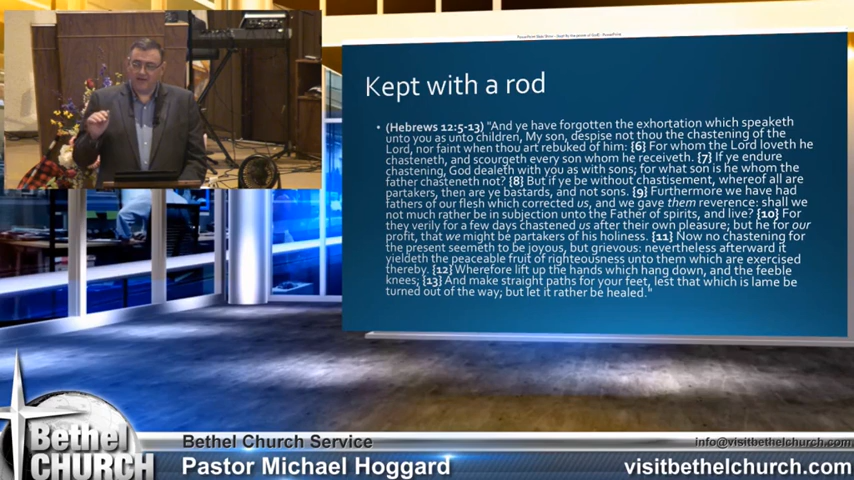 Kept with a rod
• (Hebrews 12:5-13) "And ye have forgotten the exhortation which speaketh
unto you as unto children, My son, despise not thou the chastening of the
Lord, nor faint when thou art rebuked of him: {6} For whom the Lord loveth he
chasteneth, and scourgeth every son whom he receiveth. {7} If ye endure
chastening, God dealeth with you as with sons; for what son is he whom the
father chasteneth not? {8} But if ye be without chastisement, whereof all are
partakers, then are ye bastards, and not sons. {9} Furthermore we have had
fathers of our flesh which corrected us, and we gave them reverence: shall we
not much rather be in subjection unto the Father of spirits, and live? {10} For
they verily for a few days chastened us after their own pleasure; but he for our
profit, that we might be partakers of his holiness. {11} Now no chastening for
the present seemeth to be joyous, but grievous: nevertheless afterward it
yieldeth the peaceable fruit of righteousness unto them which are exercised
thereby. {12} Wherefore lift up the hands which hang down, and the feeble
knees; {13} And make straight paths for your feet, lest that which is lame be
turned out of the way; but let it rather be healed."
Bethel
CHURCH
Bethel Church Service
info@visitbethelchurch.com
Pastor Michael Hoggard
visitbethelchurch.com